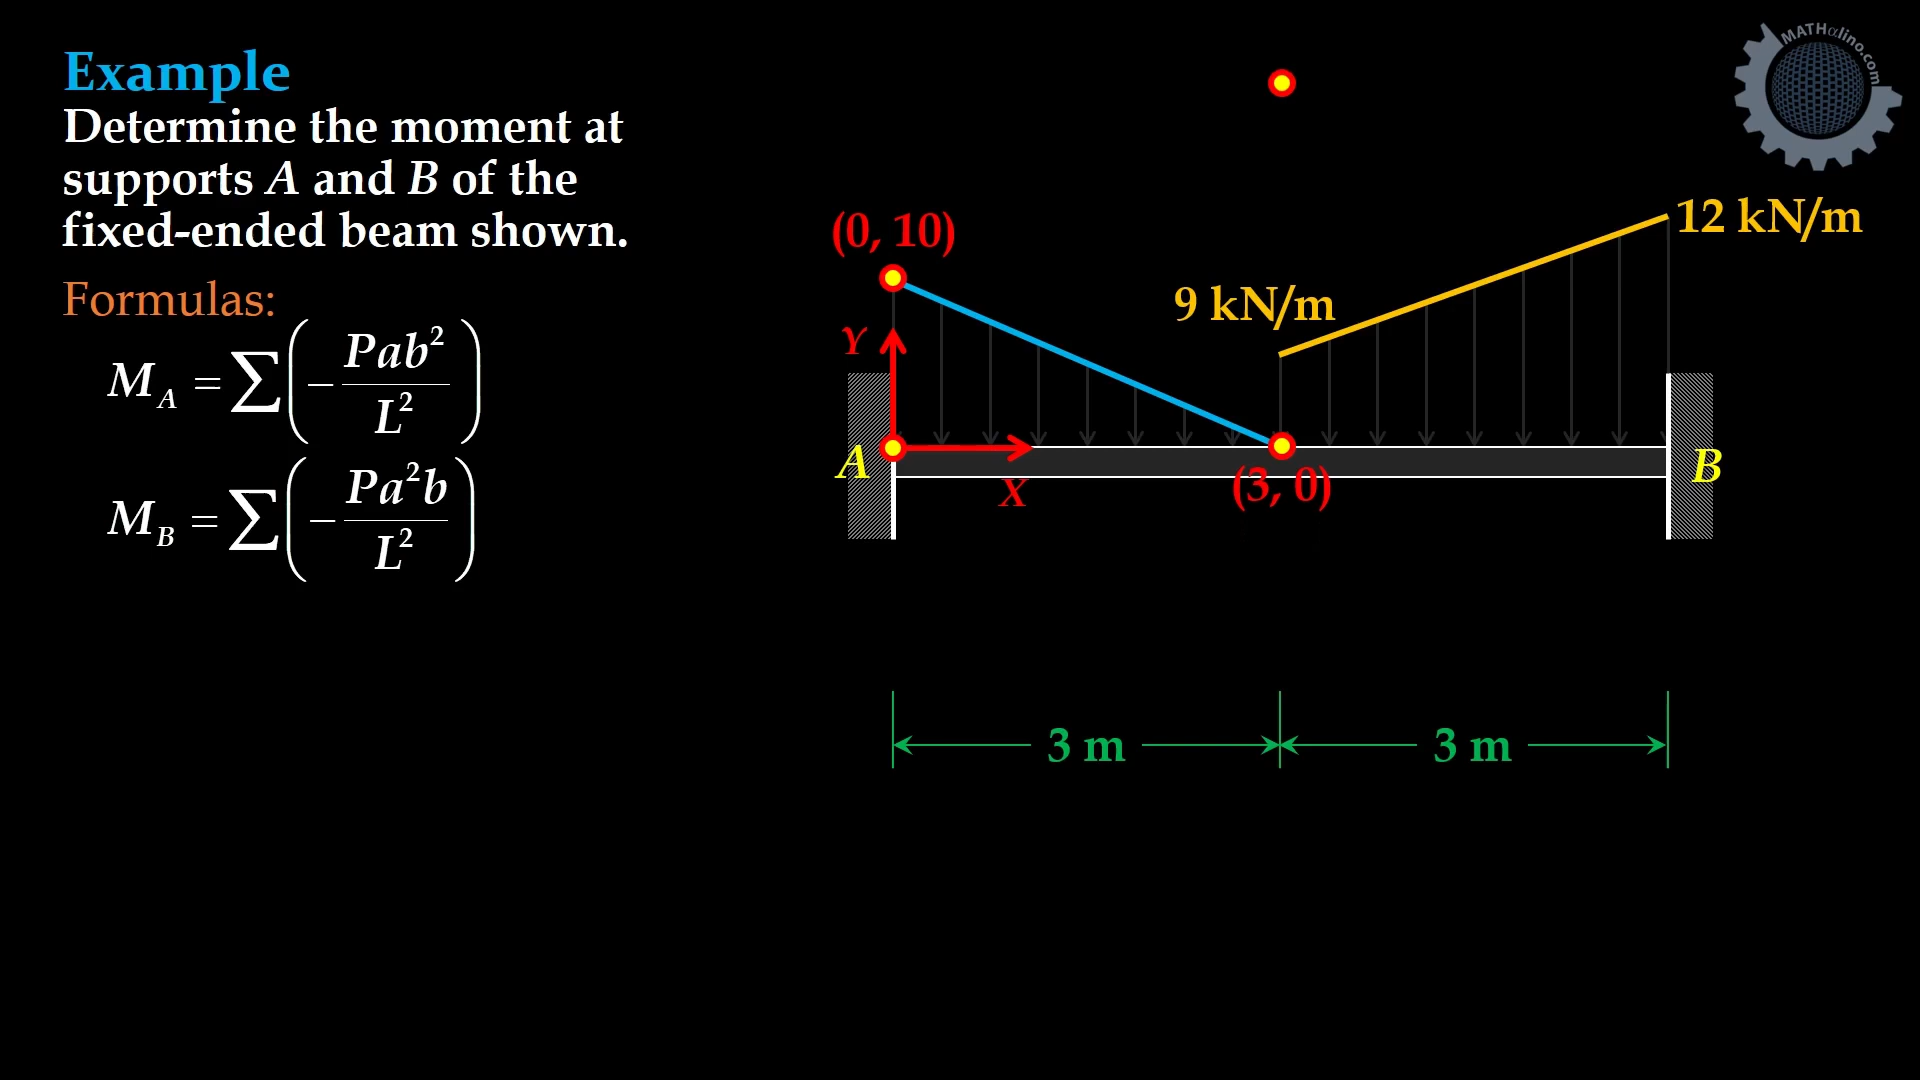 Example
Determine the moment at
supports A and B of the
fixed-ended beam shown.
Formulas:
M_A = ∑(− Pab²/L²)
M_B = ∑(− Pa²b/L²)
MATHalino.com
(0, 10)
12 kN/m
9 kN/m
Y
A
X
(3, 0)
B
3 m
3 m